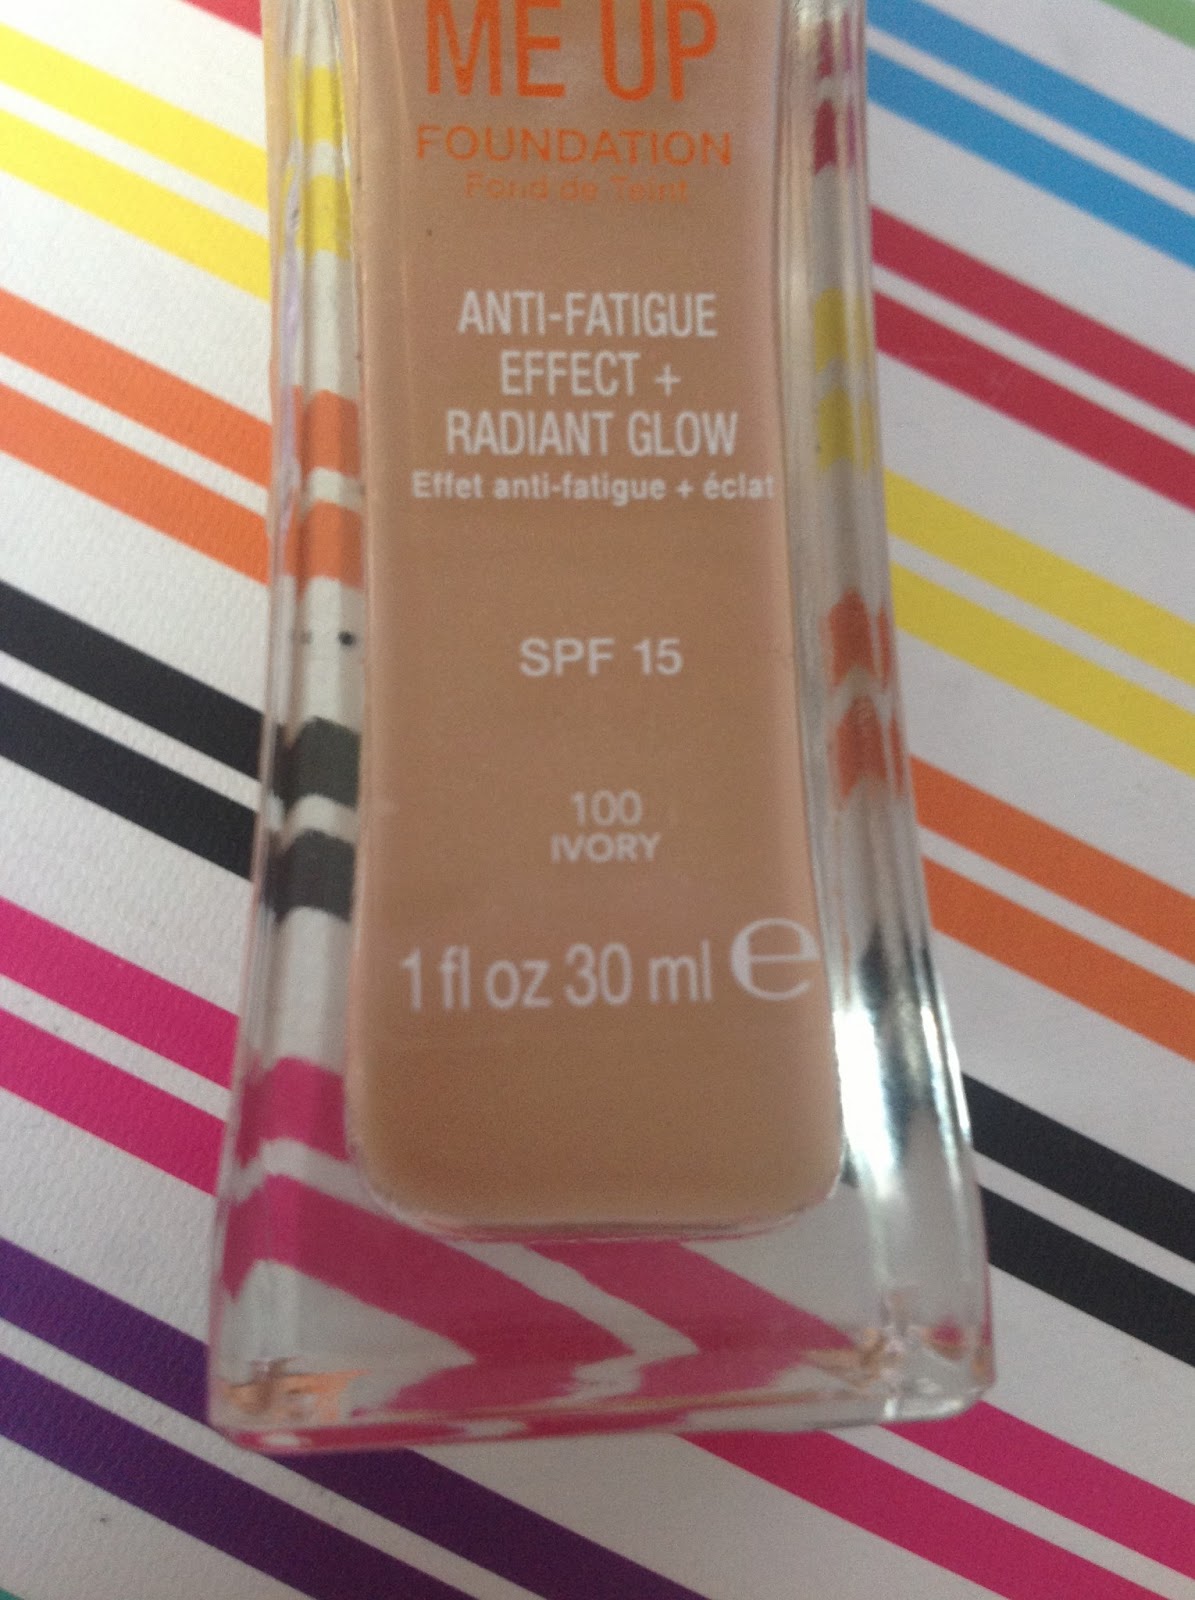 ME UP
FOUNDATION
Fond de Teint
ANTI-FATIGUE
EFFECT +
RADIANT GLOW
Effet anti-fatigue + éclat
SPF 15
100
IVORY
1 fl oz 30 ml ℮